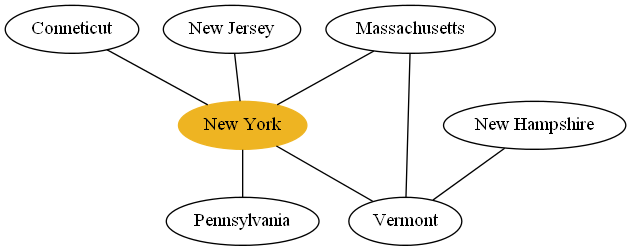 Conneticut
New Jersey
Massachusetts
New York
New Hampshire
Pennsylvania
Vermont